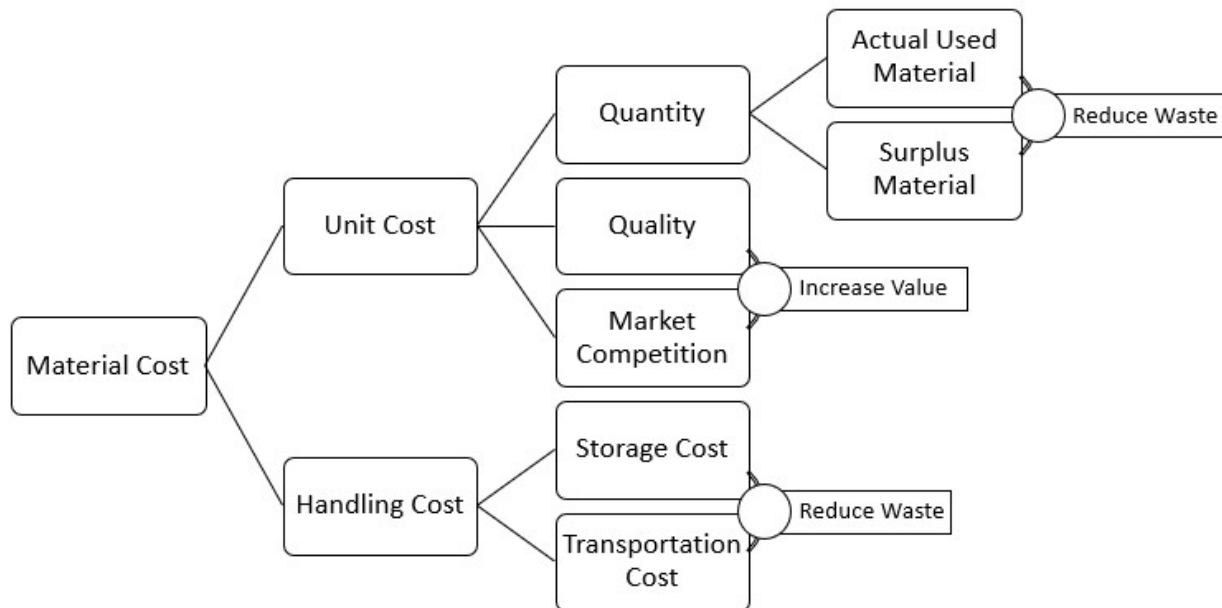 Material Cost
Unit Cost
Handling Cost
Quantity
Quality
Market
Competition
Storage Cost
Transportation
Cost
Actual Used
Material
Surplus
Material
Reduce Waste
Increase Value
Reduce Waste